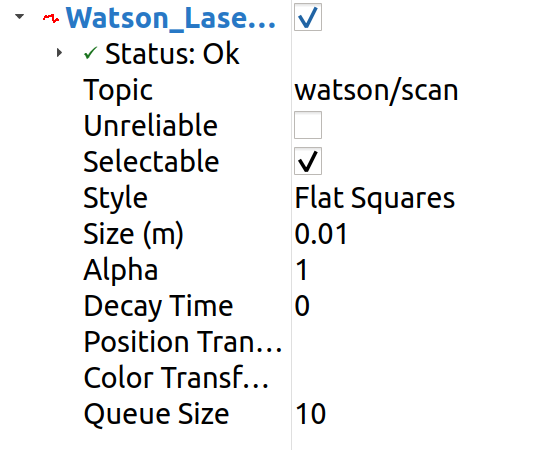 Watson_Lase...
Status: Ok
Topic watson/scan
Unreliable
Selectable
Style Flat Squares
Size (m) 0.01
Alpha 1
Decay Time 0
Position Tran...
Color Transf...
Queue Size 10